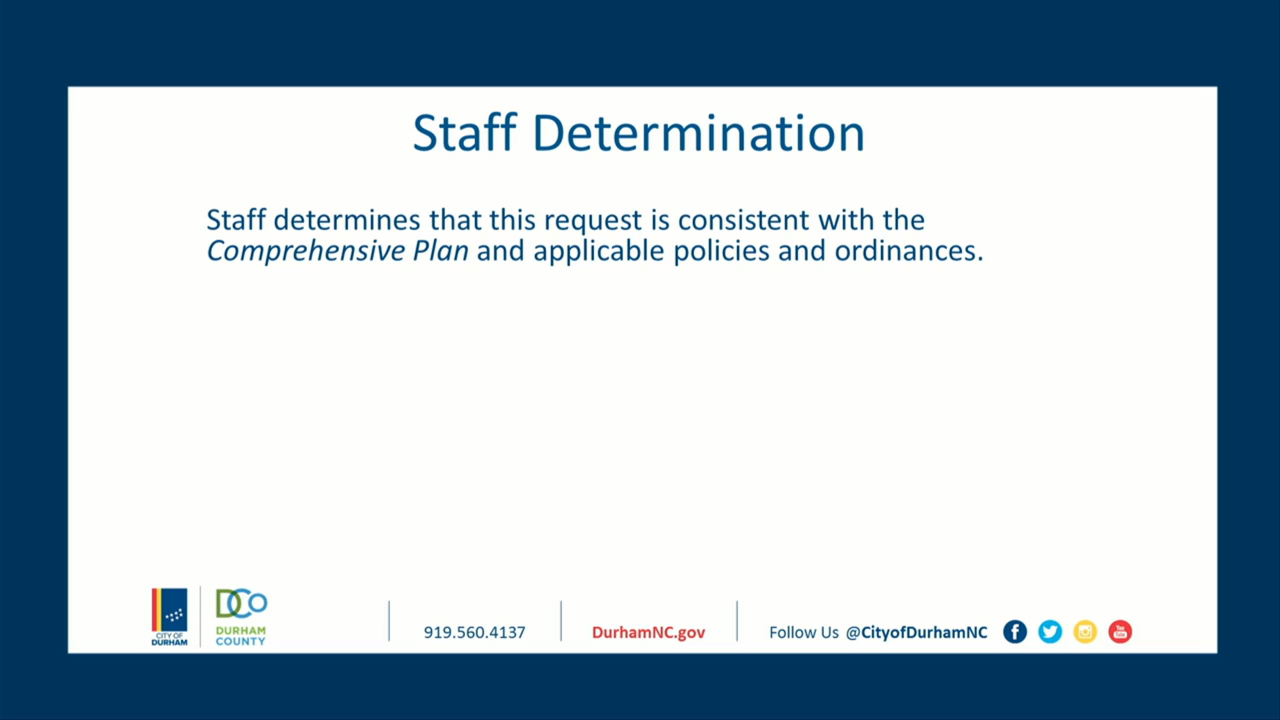 Staff Determination
Staff determines that this request is consistent with the
Comprehensive Plan and applicable policies and ordinances.
CITY OF
DURHAM
DCo
DURHAM
COUNTY
919.560.4137
DurhamNC.gov
Follow Us @CityofDurhamNC